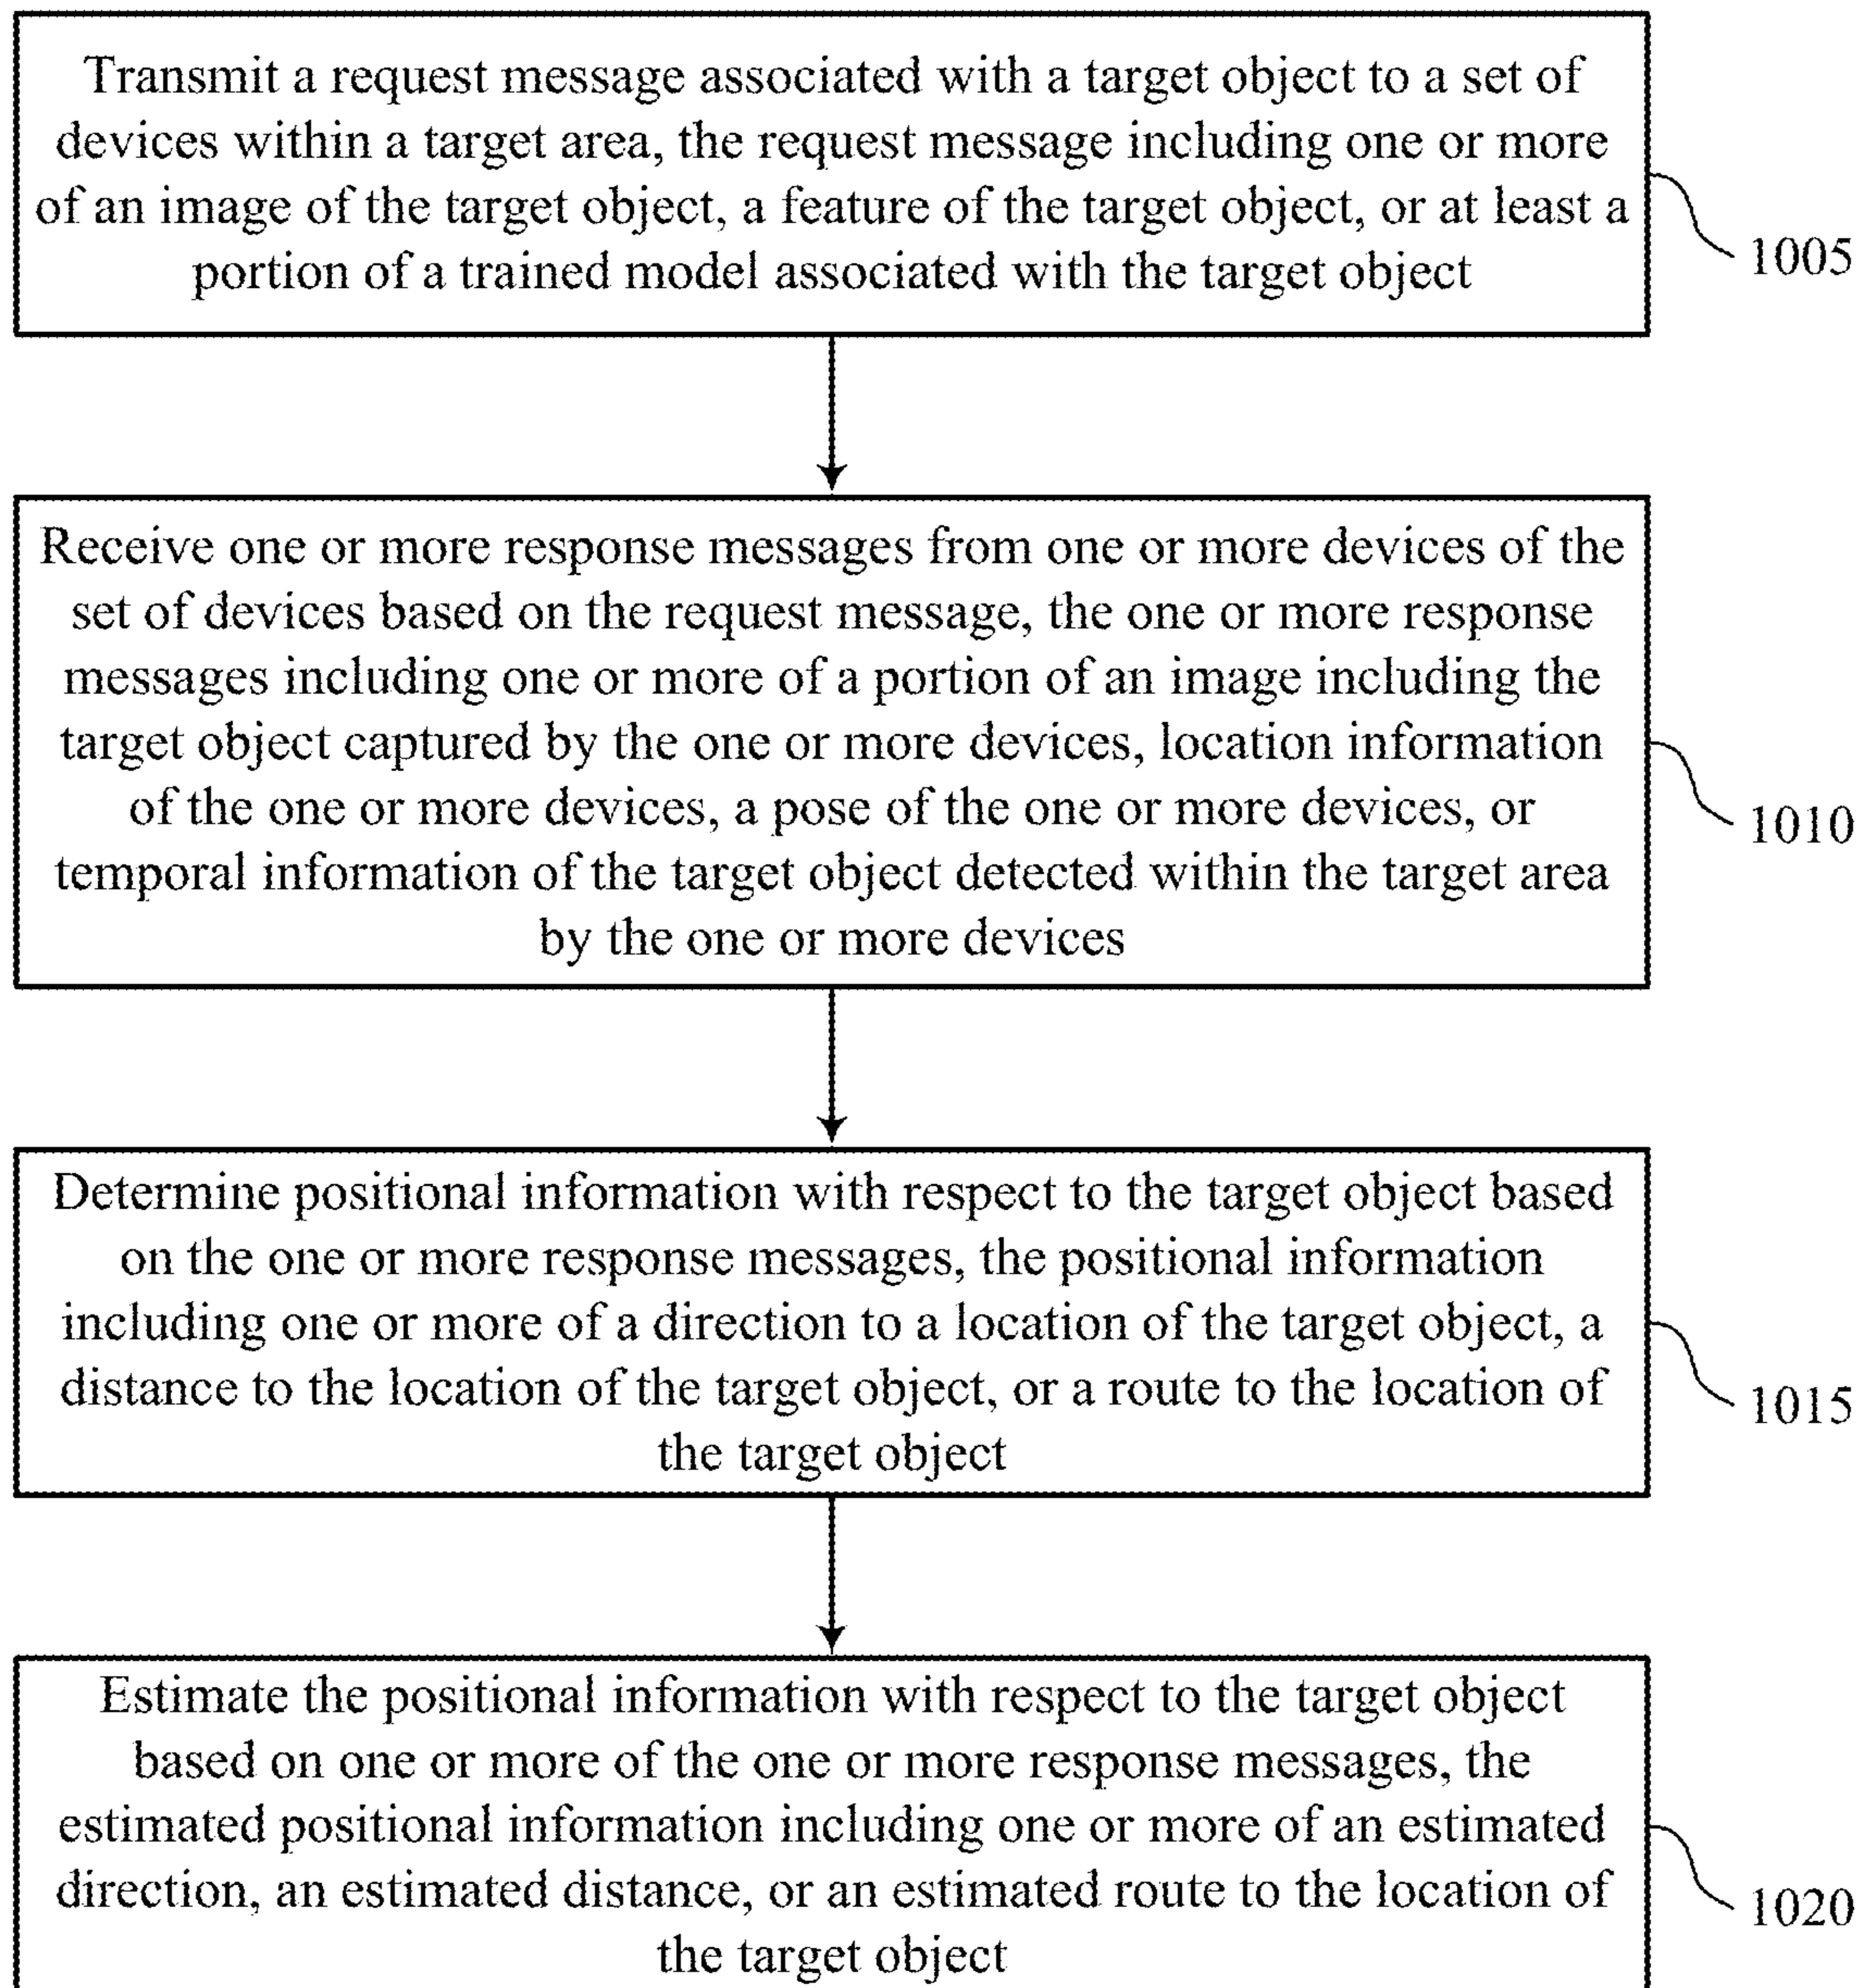 Transmit a request message associated with a target object to a set of
devices within a target area, the request message including one or more
of an image of the target object, a feature of the target object, or at least a
portion of a trained model associated with the target object
1005
Receive one or more response messages from one or more devices of the
set of devices based on the request message, the one or more response
messages including one or more of a portion of an image including the
target object captured by the one or more devices, location information
of the one or more devices, a pose of the one or more devices, or
temporal information of the target object detected within the target area
by the one or more devices
1010
Determine positional information with respect to the target object based
on the one or more response messages, the positional information
including one or more of a direction to a location of the target object, a
distance to the location of the target object, or a route to the location of
the target object
1015
Estimate the positional information with respect to the target object
based on one or more of the one or more response messages, the
estimated positional information including one or more of an estimated
direction, an estimated distance, or an estimated route to the location of
the target object
1020